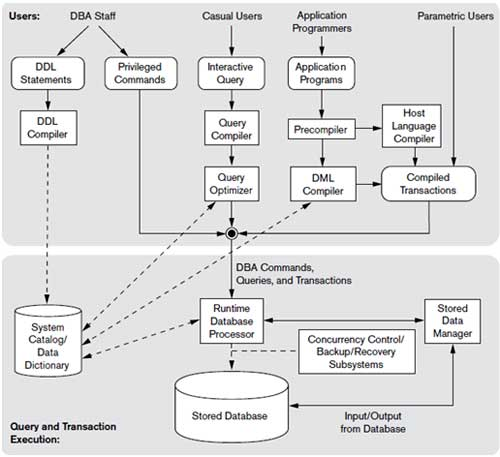 Users: DBA Staff Casual Users Application Programmers Parametric Users
DDL
Statements
Privileged
Commands
Interactive
Query
Application
Programs
DDL
Compiler
Query
Compiler
Precompiler
Host
Language
Compiler
Query
Optimizer
DML
Compiler
Compiled
Transactions
DBA Commands,
Queries, and Transactions
System
Catalog/
Data
Dictionary
Runtime
Database
Processor
Stored
Data
Manager
Concurrency Control/
Backup/Recovery
Subsystems
Stored Database
Input/Output
from Database
Query and Transaction
Execution: